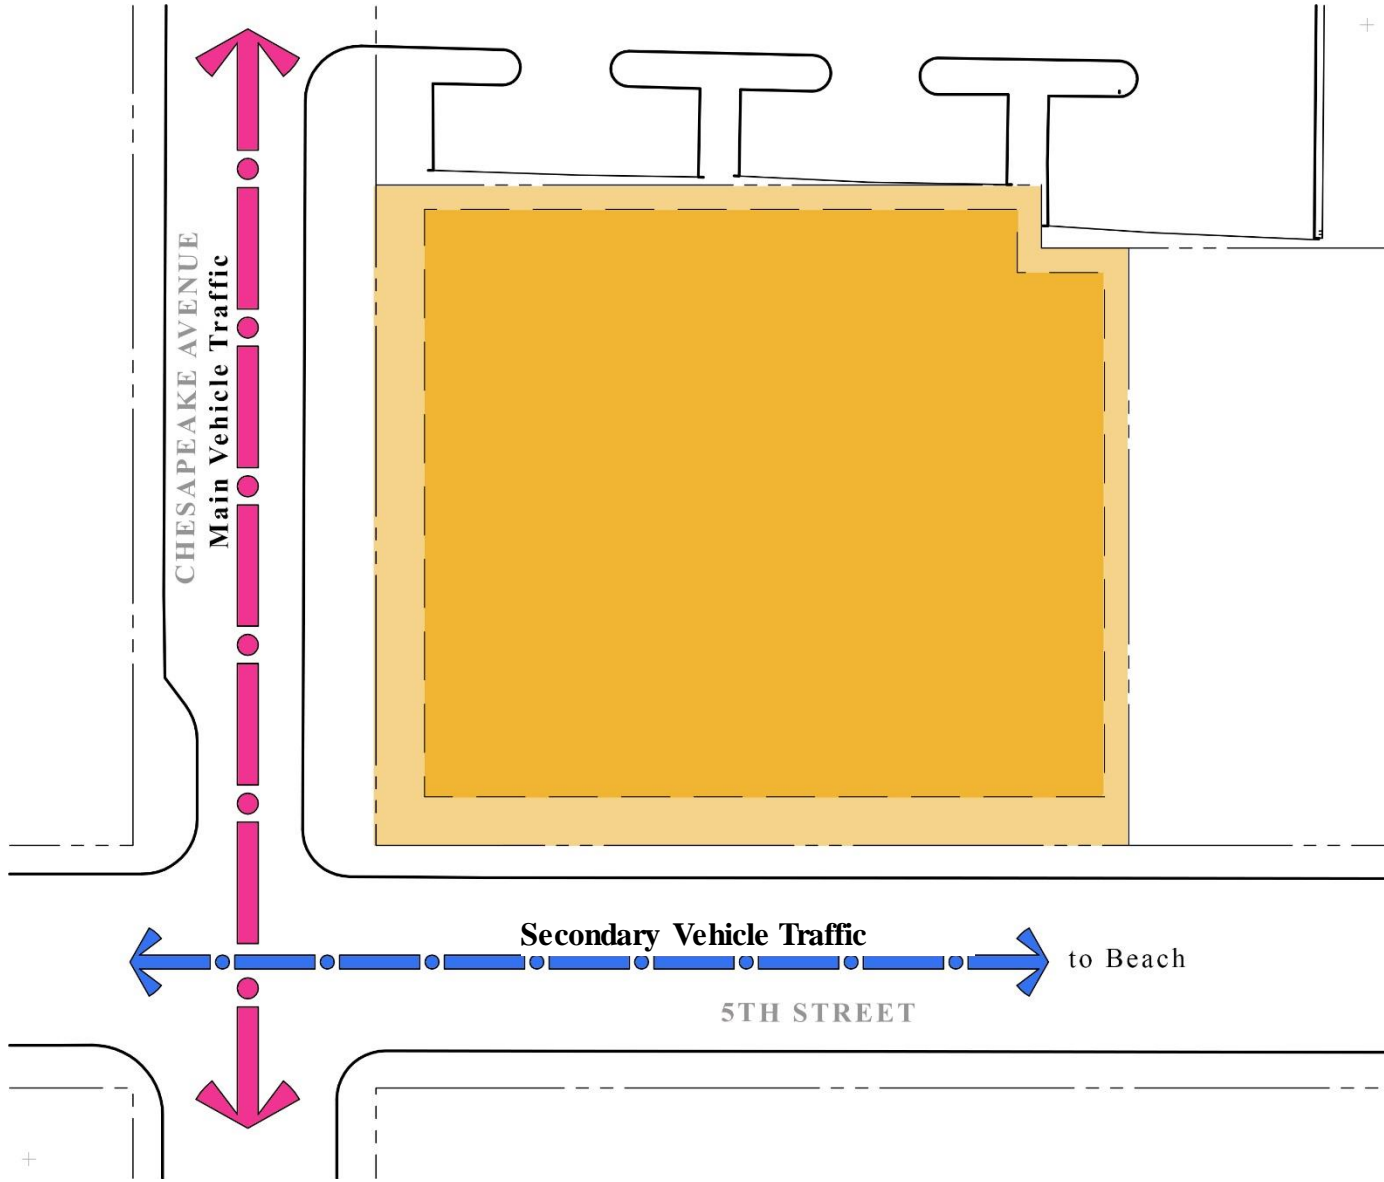 CHESAPEAKE AVENUE
Main Vehicle Traffic
Secondary Vehicle Traffic
to Beach
5TH STREET